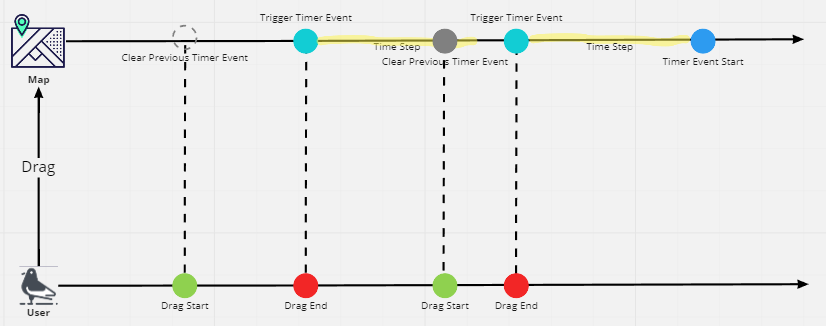 Trigger Timer Event
Trigger Timer Event
Time Step
Time Step
Clear Previous Timer Event
Clear Previous Timer Event
Timer Event Start
Map
Drag
User
Drag Start
Drag End
Drag Start
Drag End